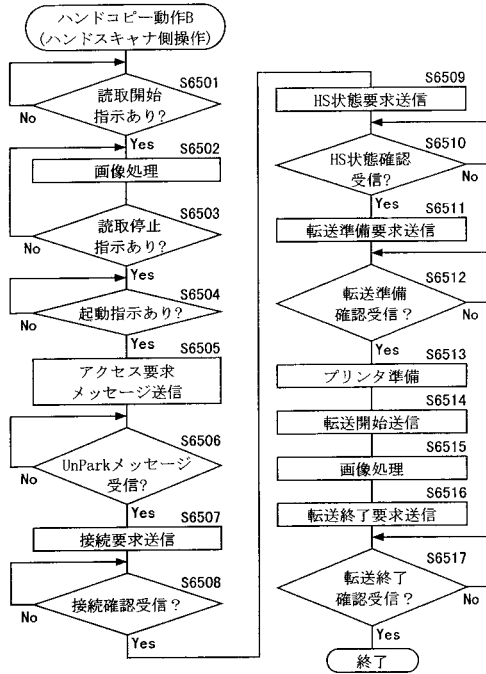 ハンドコピー動作B
(ハンドスキャナ側操作)
S6501
読取開始
指示あり?
No
Yes
S6502
画像処理
S6503
読取停止
指示あり?
No
Yes
S6504
起動指示あり?
No
Yes
S6505
アクセス要求
メッセージ送信
S6506
UnParkメッセージ
受信?
No
Yes
S6507
接続要求送信
S6508
接続確認受信?
No
Yes
S6509
HS状態要求送信
S6510
HS状態確認
受信?
No
Yes
S6511
転送準備要求送信
S6512
転送準備
確認受信?
No
Yes
S6513
プリンタ準備
S6514
転送開始送信
S6515
画像処理
S6516
転送終了要求送信
S6517
転送終了
確認受信?
No
Yes
終了